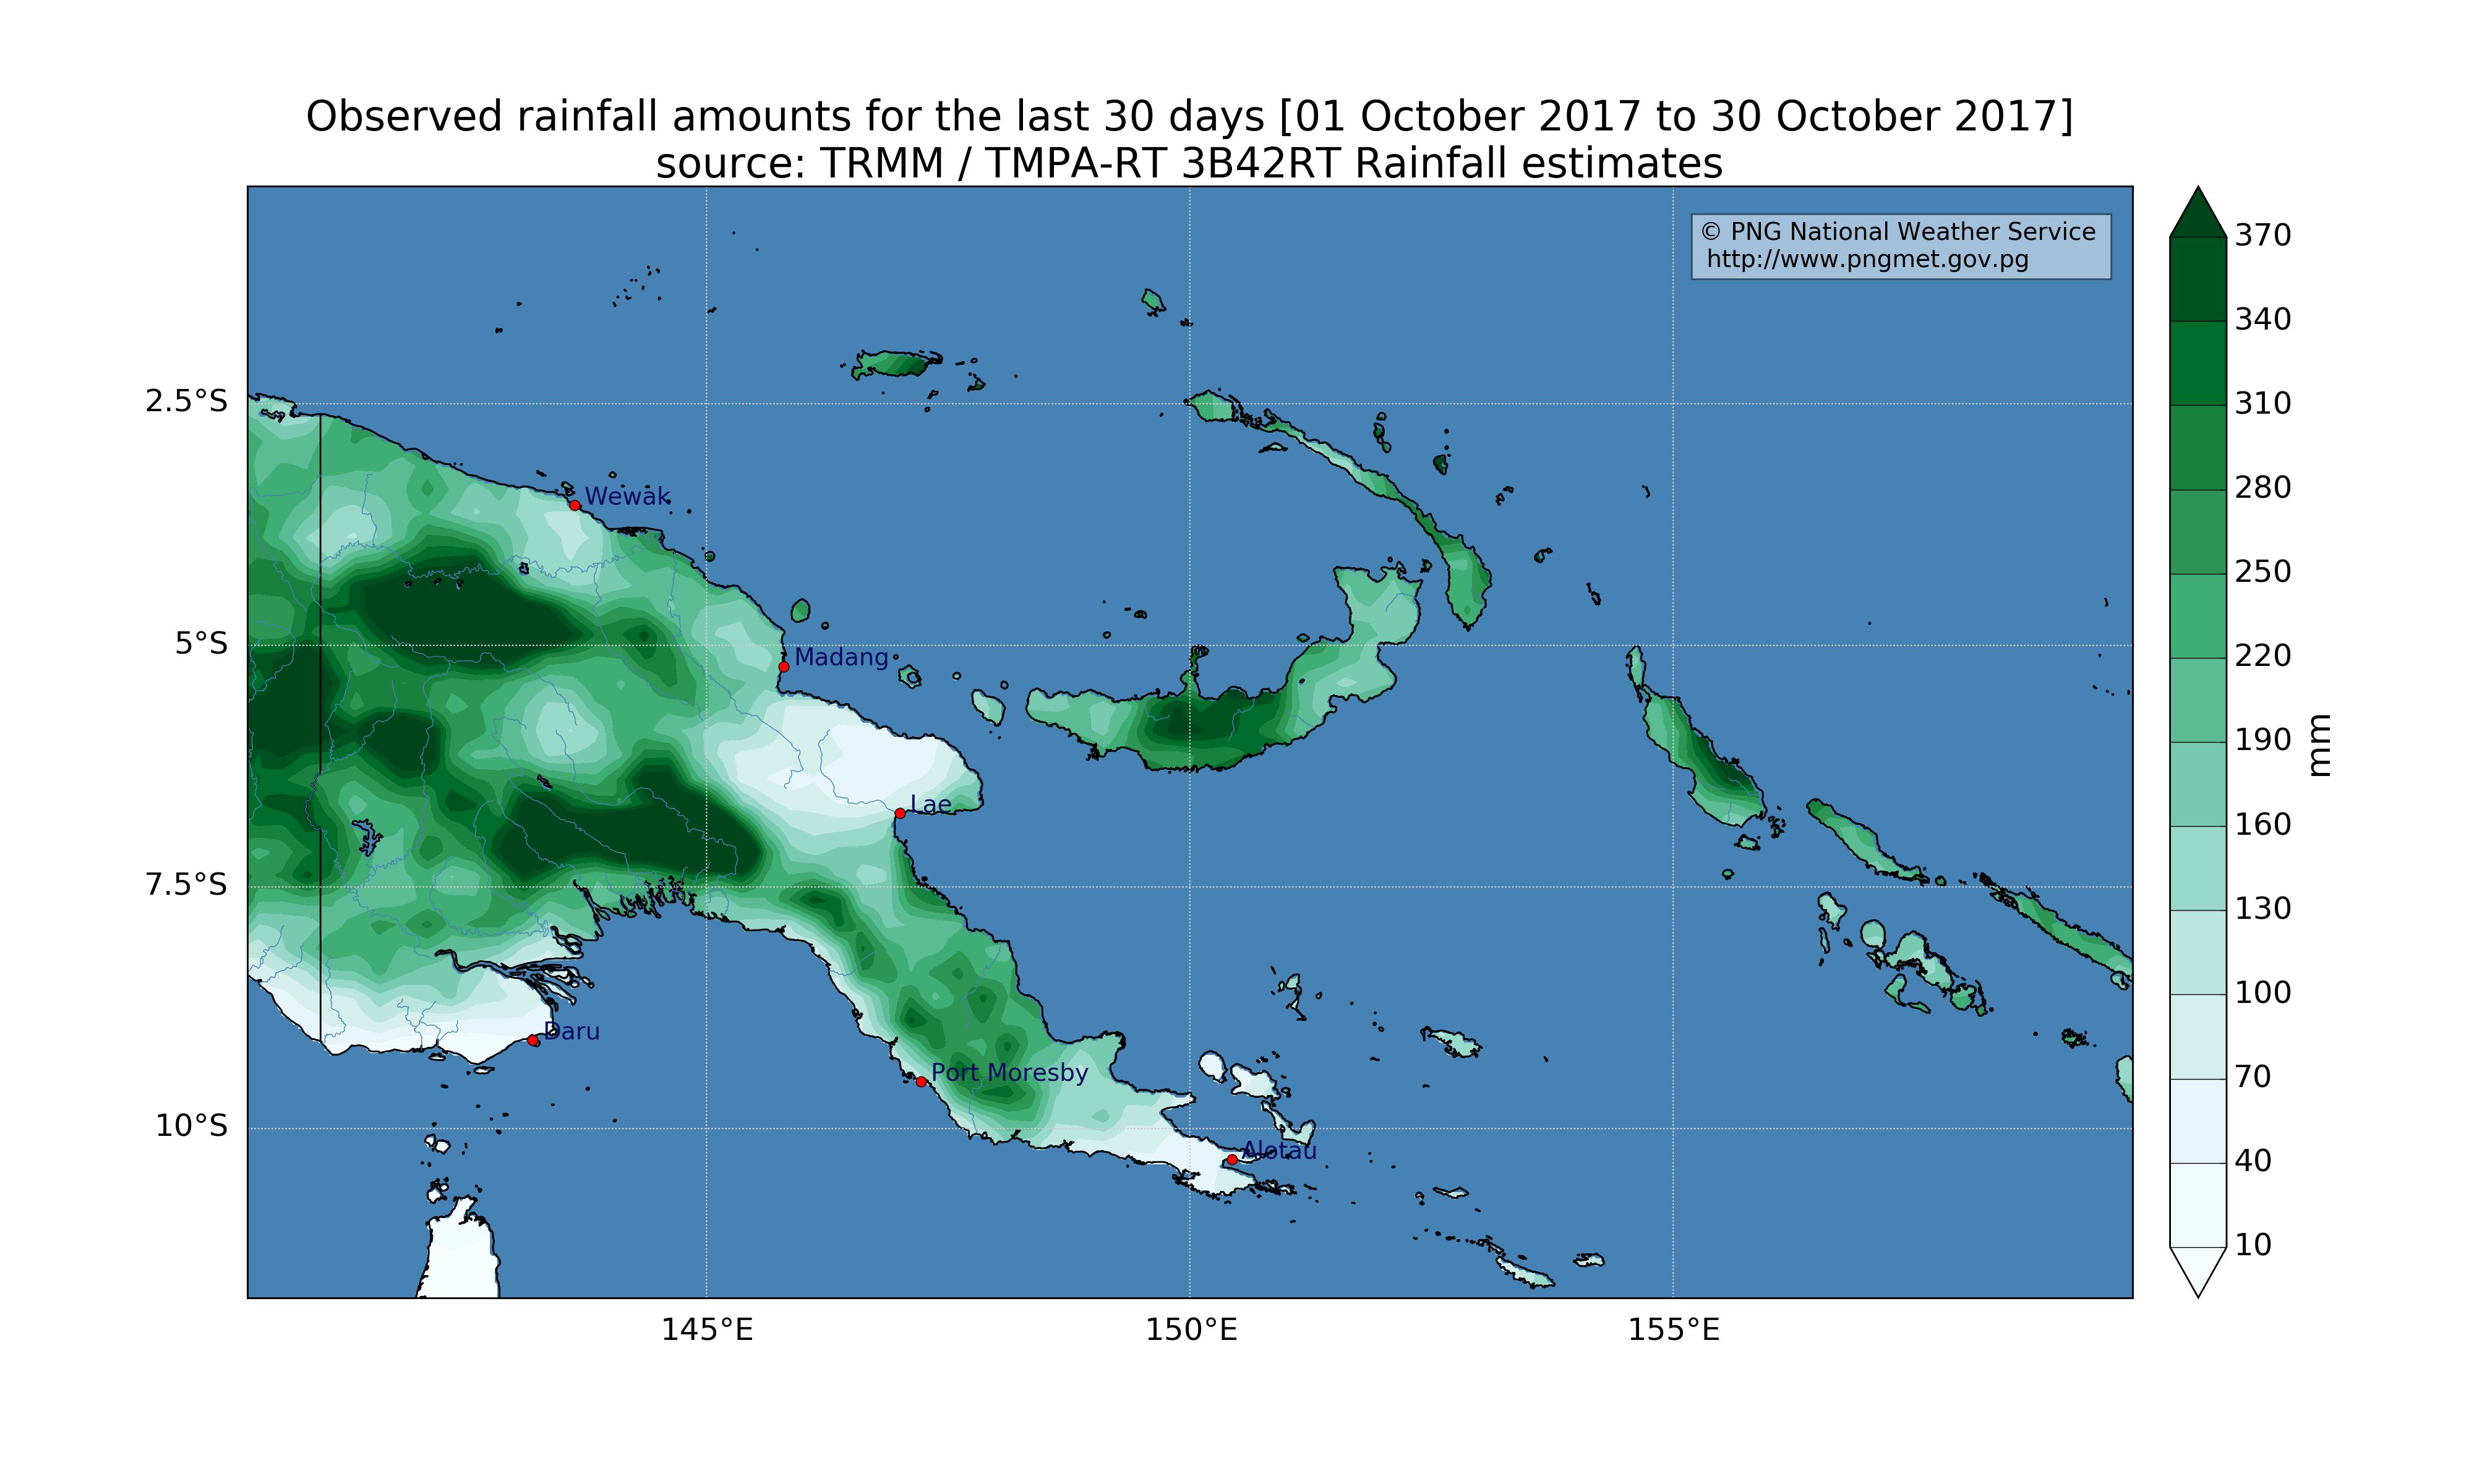 Observed rainfall amounts for the last 30 days [01 October 2017 to 30 October 2017]
source: TRMM / TMPA-RT 3B42RT Rainfall estimates
© PNG National Weather Service
http://www.pngmet.gov.pg
370
340
310
280
250
220
190
160
130
100
70
40
10
mm
2.5°S
5°S
7.5°S
10°S
Wewak
Madang
Lae
Daru
Port Moresby
Alotau
145°E
150°E
155°E